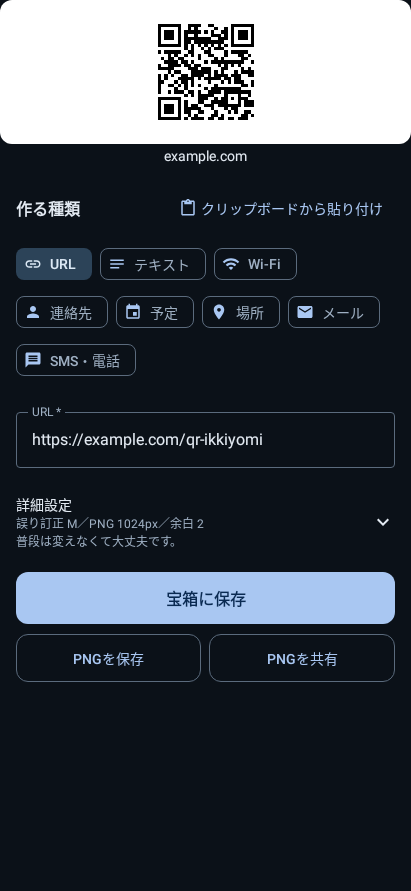 example.com
作る種類
クリップボードから貼り付け
URL
テキスト
Wi-Fi
連絡先
予定
場所
メール
SMS・電話
URL *
https://example.com/qr-ikkiyomi
詳細設定
誤り訂正 M／PNG 1024px／余白 2
普段は変えなくて大丈夫です。
宝箱に保存
PNGを保存
PNGを共有